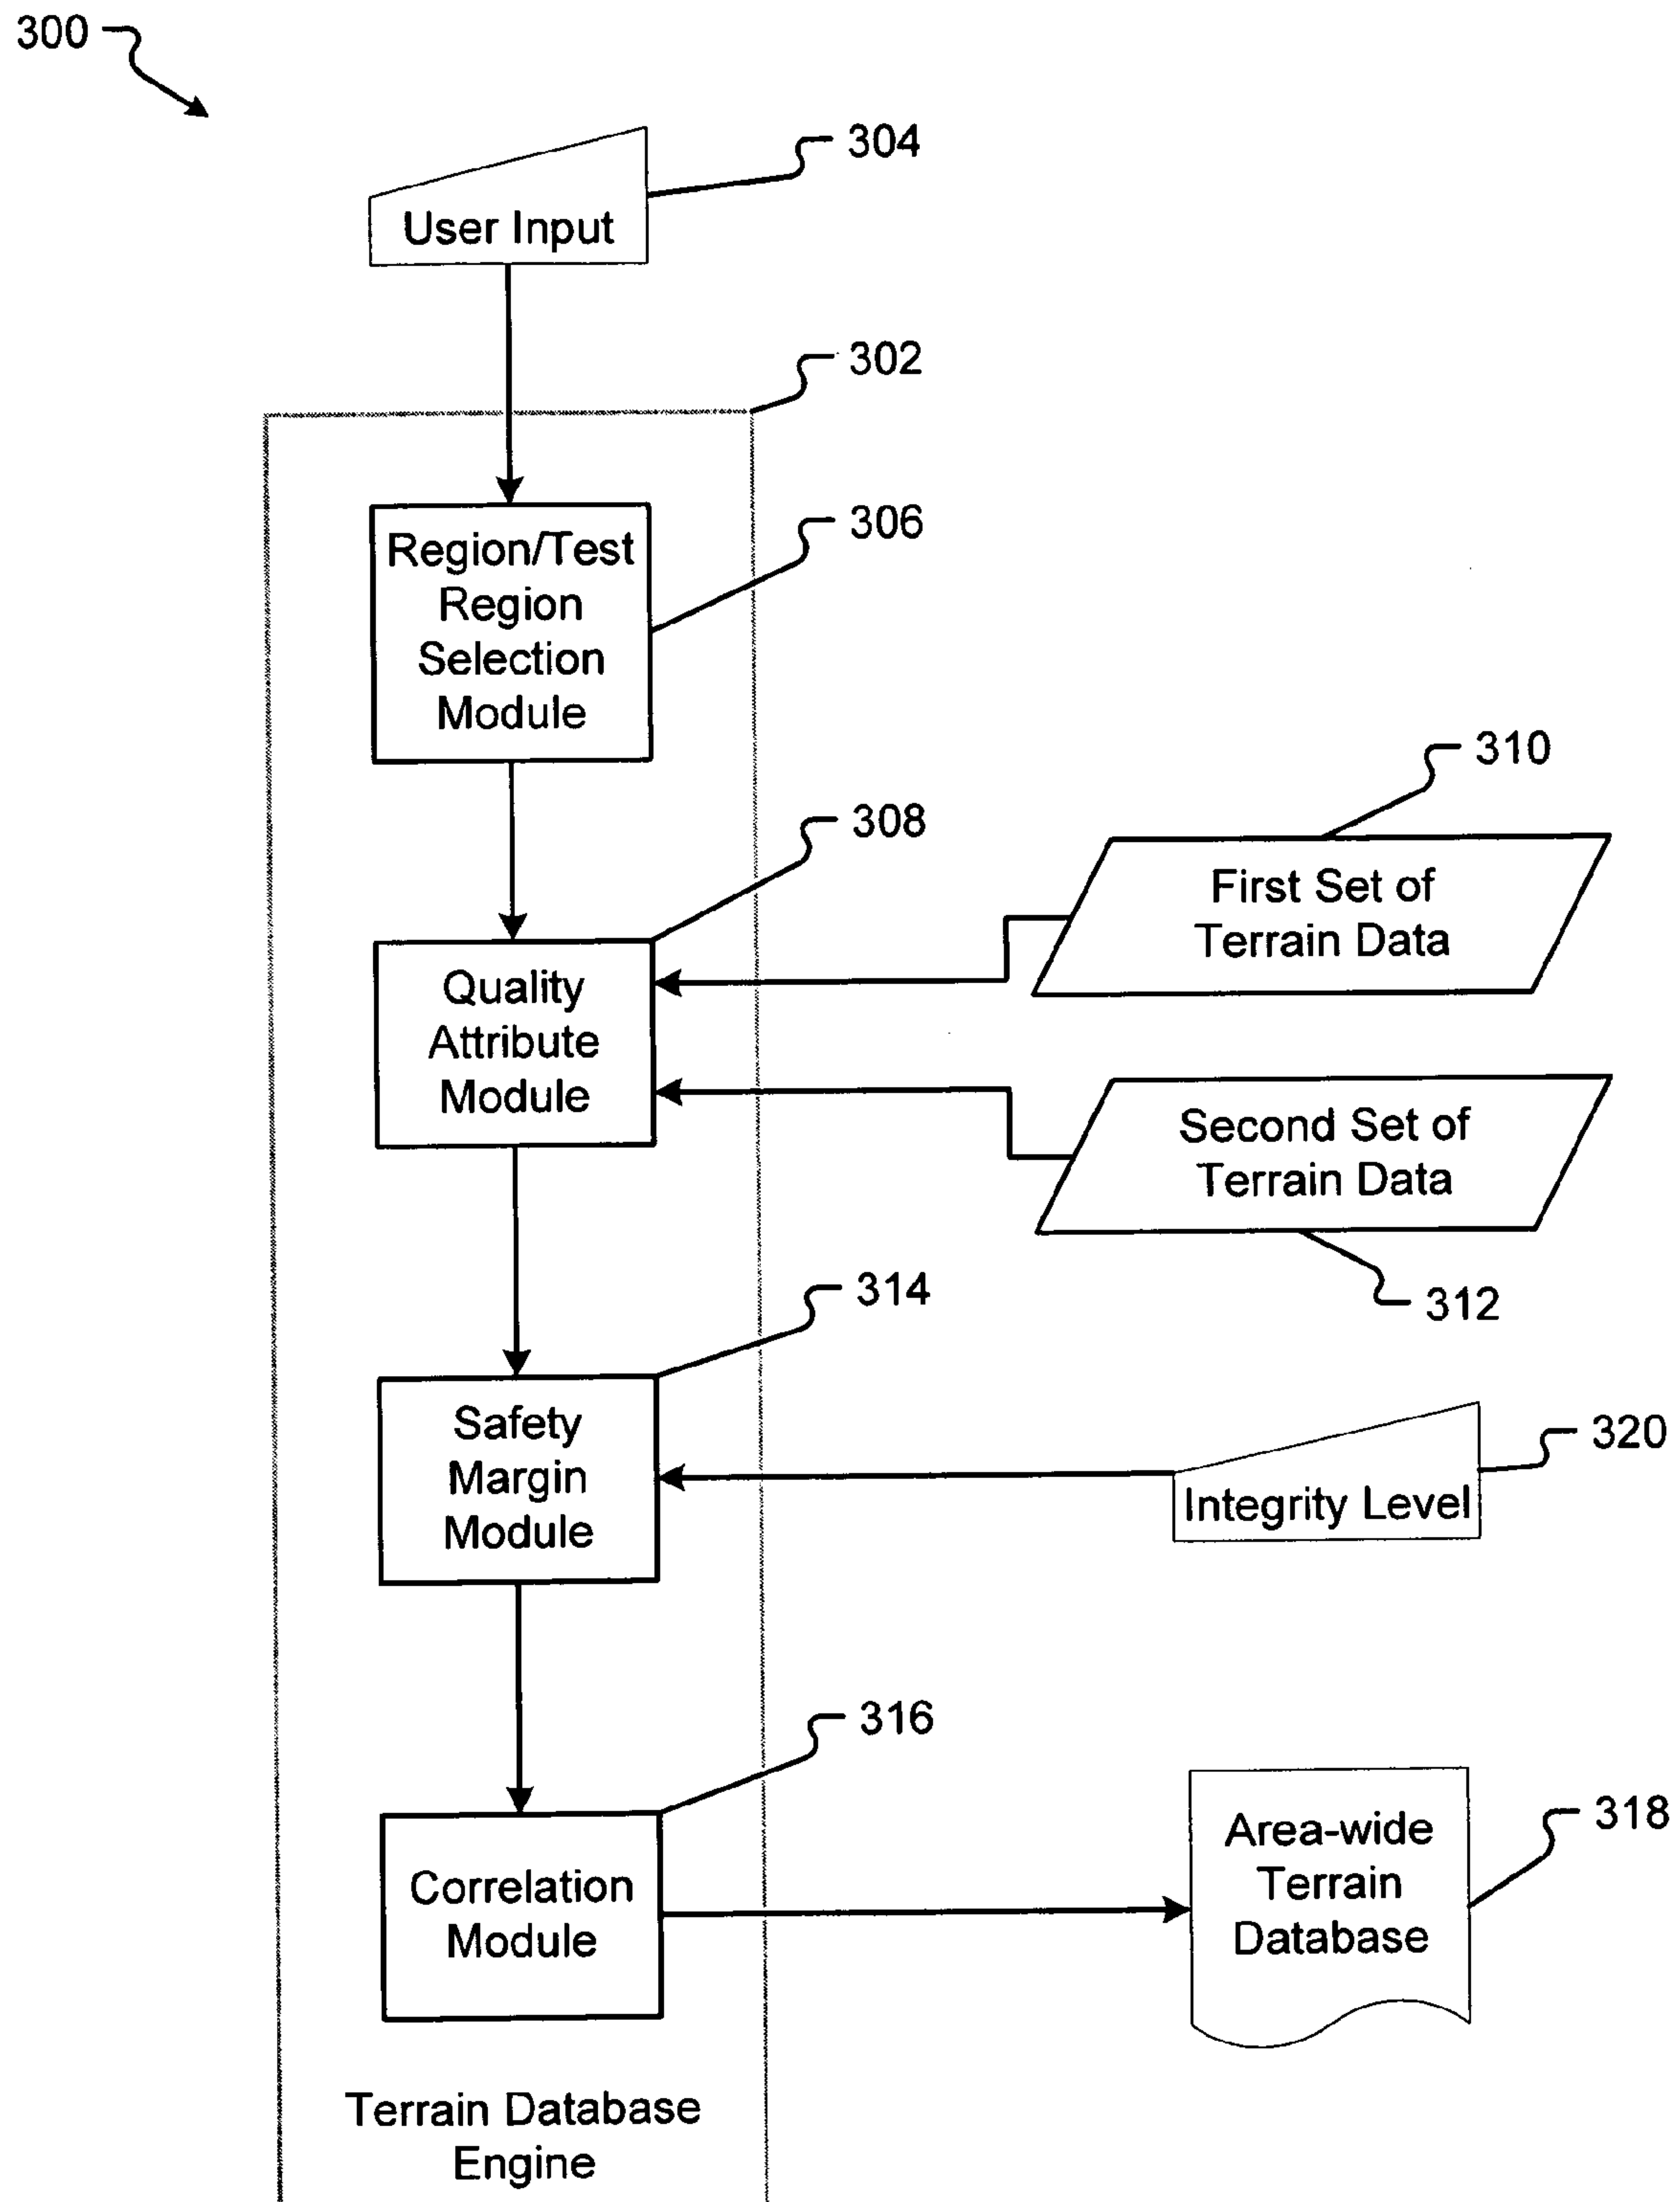 300
304
User Input
302
306
Region/Test
Region
Selection
Module
310
308
First Set of
Terrain Data
Quality
Attribute
Module
Second Set of
Terrain Data
312
314
Safety
Margin
Module
320
Integrity Level
316
318
Area-wide
Terrain
Database
Correlation
Module
Terrain Database
Engine